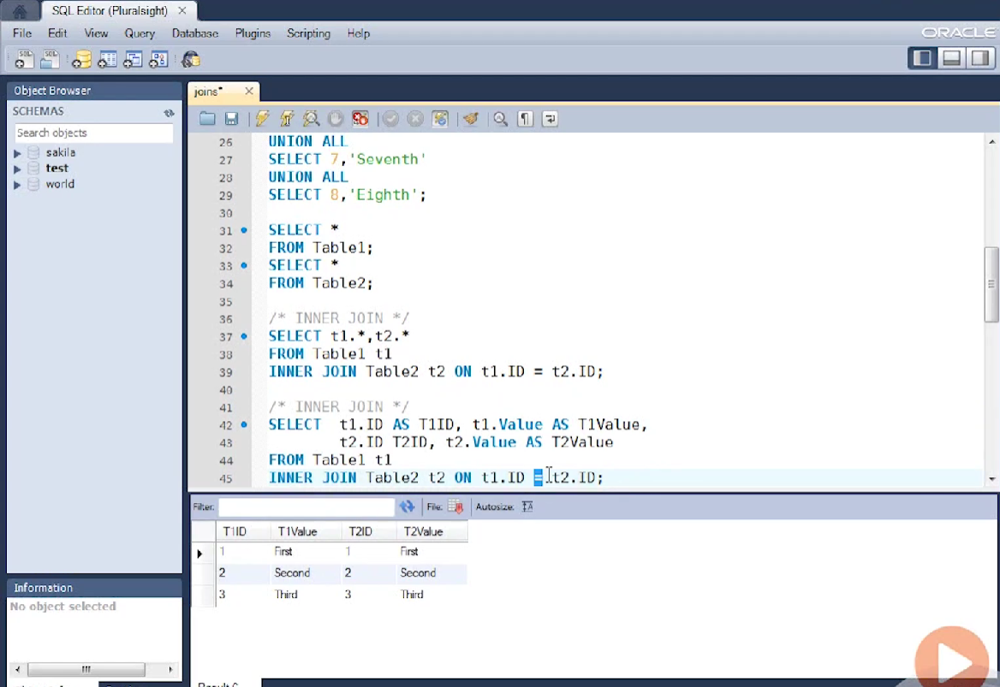 SQL Editor (Pluralsight)
File Edit View Query Database Plugins Scripting Help
ORACLE
SQL SQL
Object Browser
SCHEMAS
Search objects
sakila
test
world
Information
No object selected
joins*
26 UNION ALL
27 SELECT 7,'Seventh'
28 UNION ALL
29 SELECT 8,'Eighth';
30
31 SELECT *
32 FROM Table1;
33 SELECT *
34 FROM Table2;
35
36 /* INNER JOIN */
37 SELECT t1.*,t2.*
38 FROM Table1 t1
39 INNER JOIN Table2 t2 ON t1.ID = t2.ID;
40
41 /* INNER JOIN */
42 SELECT t1.ID AS T1ID, t1.Value AS T1Value,
43 t2.ID T2ID, t2.Value AS T2Value
44 FROM Table1 t1
45 INNER JOIN Table2 t2 ON t1.ID = t2.ID;
Filter: File: Autosize:
T1ID T1Value T2ID T2Value
1 First 1 First
2 Second 2 Second
3 Third 3 Third